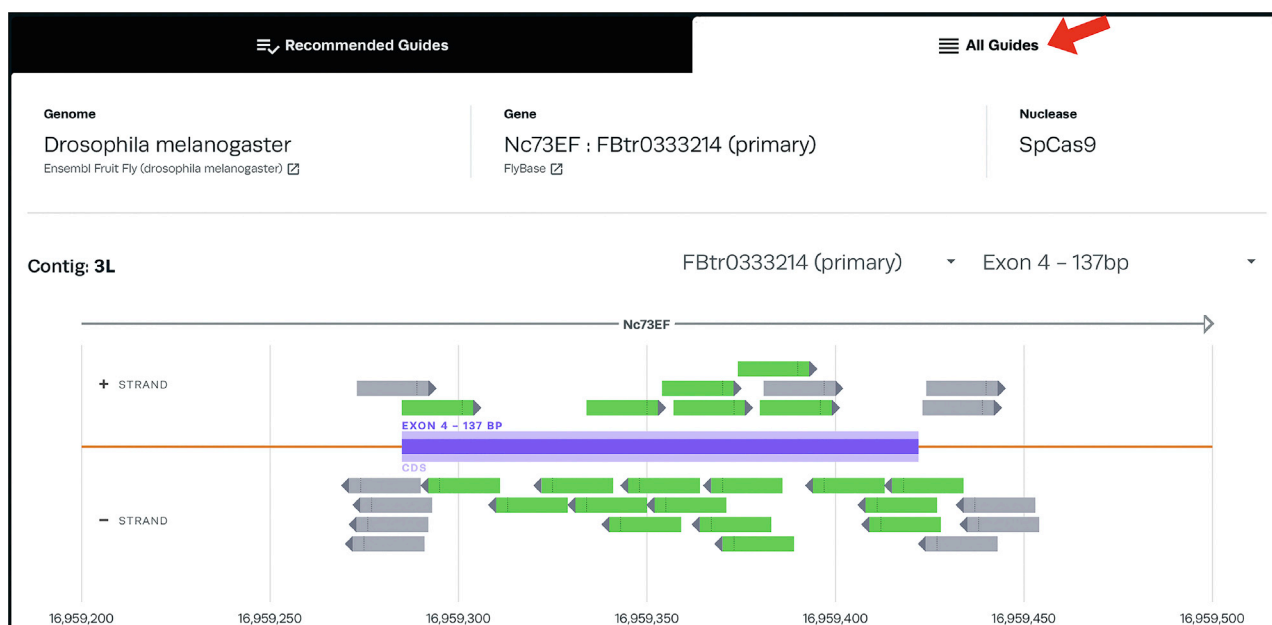 Recommended Guides
All Guides
Genome
Drosophila melanogaster
Ensembl Fruit Fly (drosophila melanogaster)
Gene
Nc73EF : FBtr0333214 (primary)
FlyBase
Nuclease
SpCas9
Contig: 3L
FBtr0333214 (primary)
Exon 4 – 137bp
Nc73EF
+ STRAND
EXON 4 – 137 BP
CDS
– STRAND
16,959,200 16,959,250 16,959,300 16,959,350 16,959,400 16,959,450 16,959,500